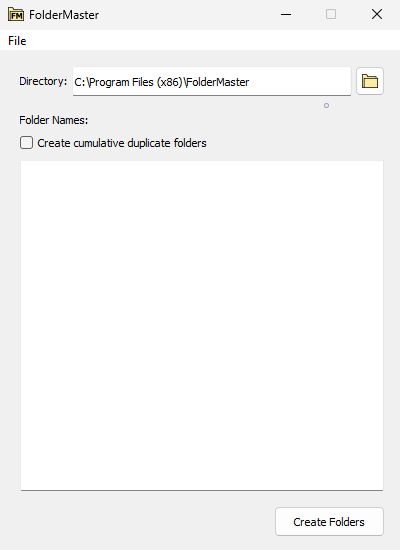 FM FolderMaster
File
Directory: C:\Program Files (x86)\FolderMaster
Folder Names:
Create cumulative duplicate folders
Create Folders